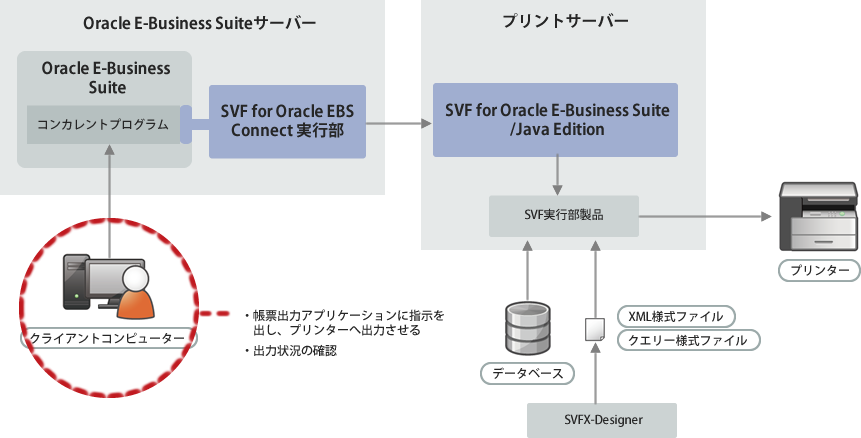 Oracle E-Business Suiteサーバー
プリントサーバー
Oracle E-Business
Suite
コンカレントプログラム
SVF for Oracle EBS
Connect 実行部
SVF for Oracle E-Business Suite
/Java Edition
SVF実行部製品
プリンター
クライアントコンピューター
・帳票出力アプリケーションに指示を
出し、プリンターへ出力させる
・出力状況の確認
データベース
XML様式ファイル
クエリー様式ファイル
SVFX-Designer